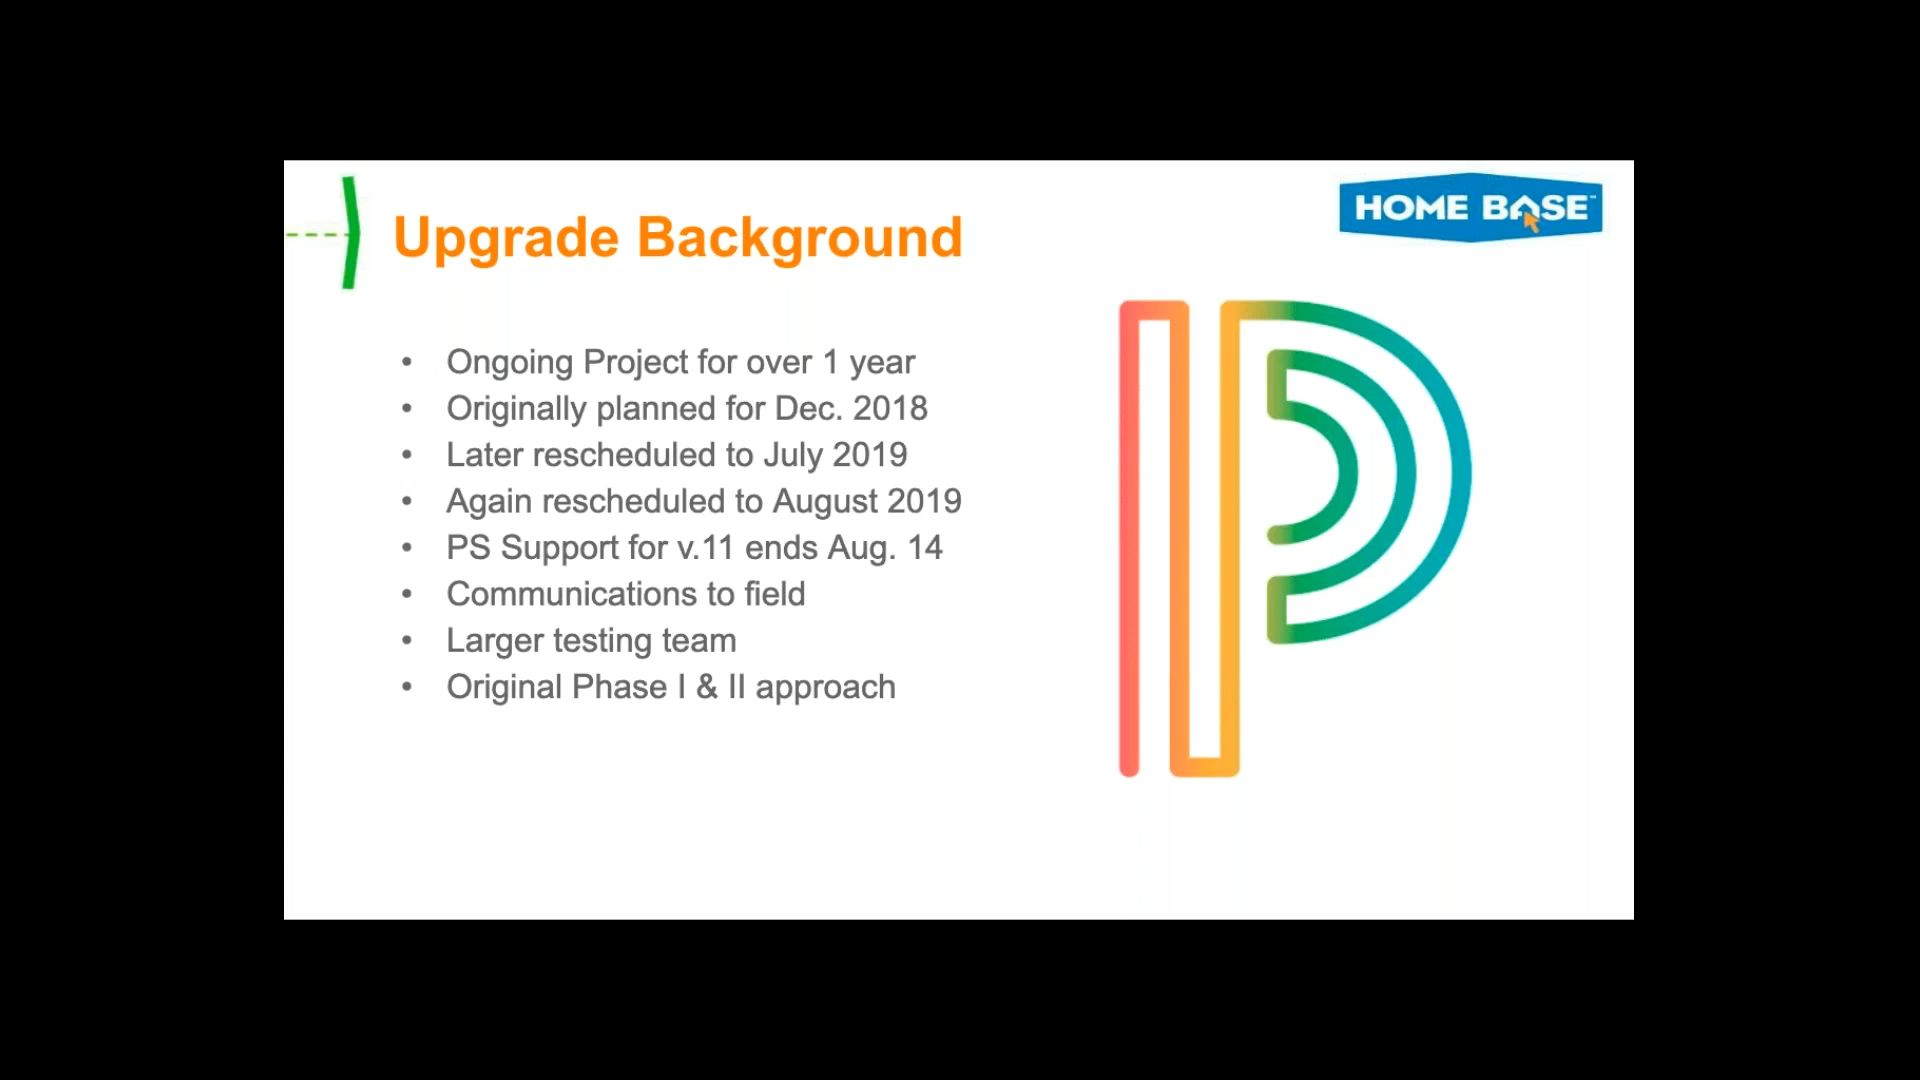 HOME BASE™
Upgrade Background
• Ongoing Project for over 1 year
• Originally planned for Dec. 2018
• Later rescheduled to July 2019
• Again rescheduled to August 2019
• PS Support for v.11 ends Aug. 14
• Communications to field
• Larger testing team
• Original Phase I & II approach